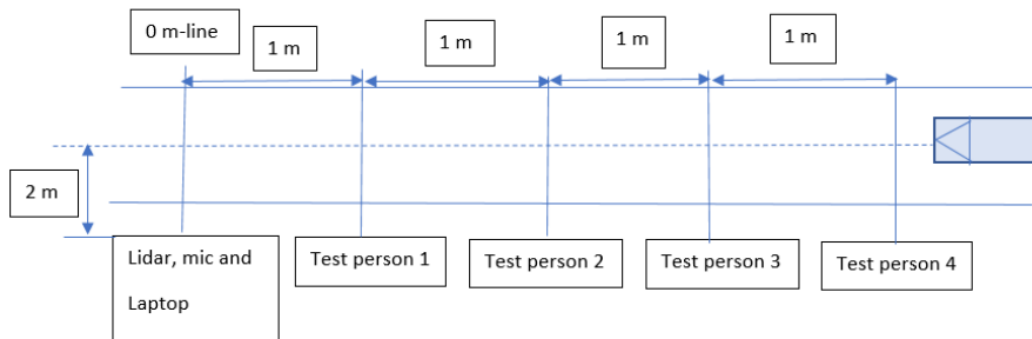 0 m-line
1 m
1 m
1 m
1 m
2 m
Lidar, mic and
Laptop
Test person 1
Test person 2
Test person 3
Test person 4